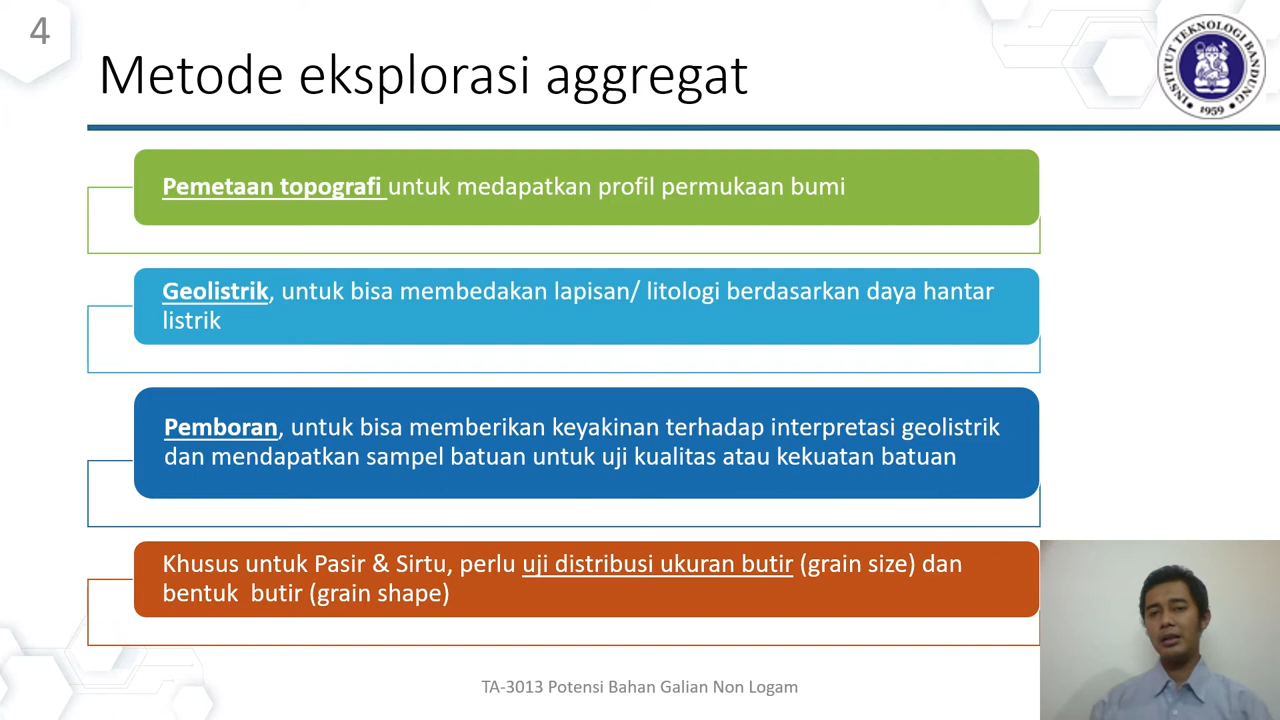 4
Metode eksplorasi aggregat
INSTITUT TEKNOLOGI BANDUNG
1959
Pemetaan topografi untuk medapatkan profil permukaan bumi
Geolistrik, untuk bisa membedakan lapisan/ litologi berdasarkan daya hantar
listrik
Pemboran, untuk bisa memberikan keyakinan terhadap interpretasi geolistrik
dan mendapatkan sampel batuan untuk uji kualitas atau kekuatan batuan
Khusus untuk Pasir & Sirtu, perlu uji distribusi ukuran butir (grain size) dan
bentuk  butir (grain shape)
TA-3013 Potensi Bahan Galian Non Logam